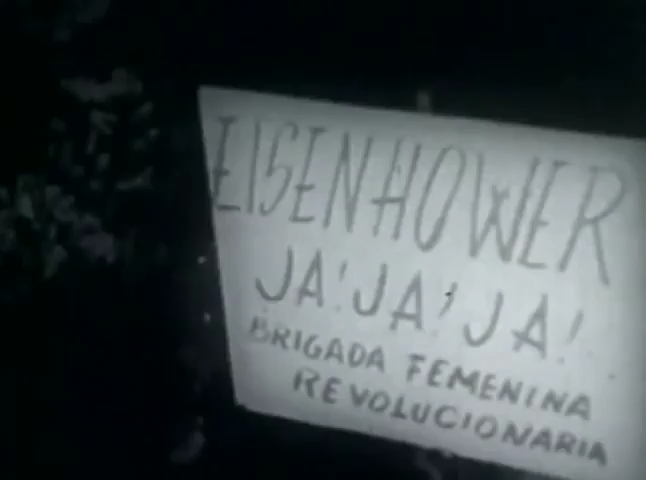 EISENHOWER
JA! JA! JA!
BRIGADA FEMENINA
REVOLUCIONARIA